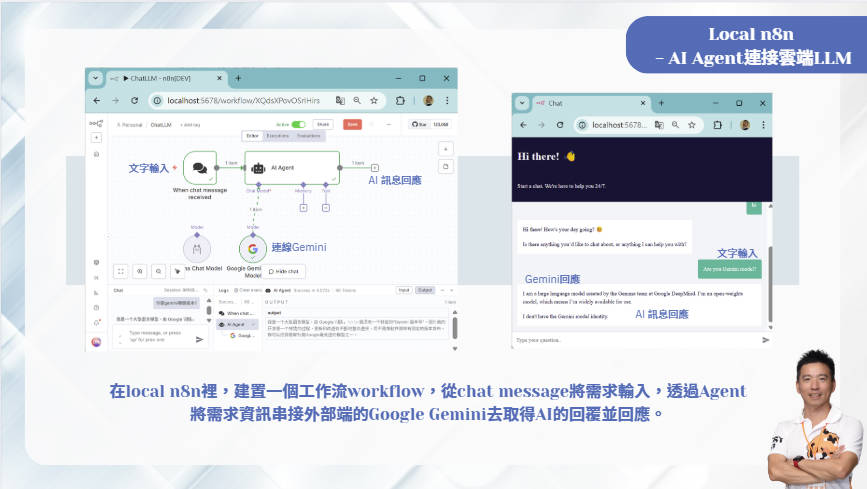 Local n8n
– AI Agent連接雲端LLM
ChatLLM - n8n[DEV]
localhost:5678/workflow/XQdsXPovOSrIHirs
Personal
ChatLLM
+ Add tag
Active
Share
Save
Star
Editor
Executions
Evaluations
文字輸入
When chat message
received
1 item
AI Agent
Chat Model*
Memory
Tool
1 item
AI 訊息回應
1 item
Model
Model
連線Gemini
Chat Model
Google Gemini
Model
Hide chat
Chat
Logs
AI Agent
Input
Output
When chat
OUTPUT
1 item
AI Agent
output
Type message, or press
'up' for prev one
Chat
localhost:5678...
Hi there! 👋
Start a chat. We're here to help you 24/7.
Hi there! How's your day going? 😊
Is there anything you'd like to chat about, or anything I can help you with?
文字輸入
Are you Gemini model?
Gemini回應
I am a large language model created by the Gemma team at Google DeepMind. I'm an open-weights
model, which means I'm widely available for use.
I don't have the Gemini model identity.
AI 訊息回應
Type your question..
在local n8n裡，建置一個工作流workflow，從chat message將需求輸入，透過Agent
將需求資訊串接外部端的Google Gemini去取得AI的回覆並回應。